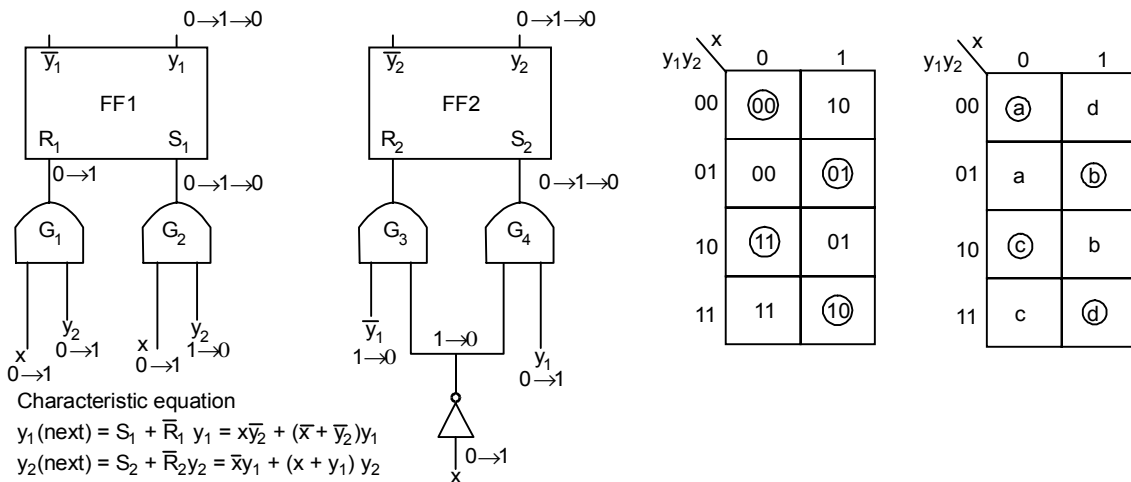 0→1→0
0→1→0
y̅₁ y₁
FF1
R₁ S₁
y̅₂ y₂
FF2
R₂ S₂
0→1
0→1→0
0→1→0
G₁
G₂
G₃
G₄
x
0→1
y₂
0→1
x
0→1
y₂
1→0
y̅₁
1→0
1→0
y₁
0→1
0→1
x
Characteristic equation
y₁(next) = S₁ + R̅₁ y₁ = xy̅₂ + (x̅ + y̅₂)y₁
y₂(next) = S₂ + R̅₂y₂ = x̅y₁ + (x + y₁) y₂
x
y₁y₂ 0 1
00 00 10
01 00 01
10 11 01
11 11 10
x
y₁y₂ 0 1
00 a d
01 a b
10 c b
11 c d